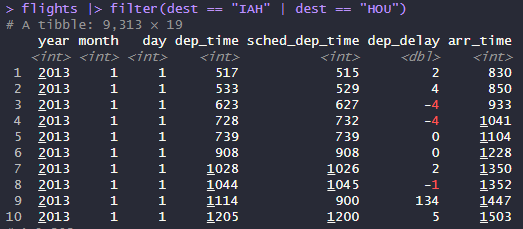 > flights |> filter(dest == "IAH" | dest == "HOU")
# A tibble: 9,313 × 19
year month day dep_time sched_dep_time dep_delay arr_time
<int> <int> <int> <int> <int> <dbl> <int>
1 2013 1 1 517 515 2 830
2 2013 1 1 533 529 4 850
3 2013 1 1 623 627 -4 933
4 2013 1 1 728 732 -4 1041
5 2013 1 1 739 739 0 1104
6 2013 1 1 908 908 0 1228
7 2013 1 1 1028 1026 2 1350
8 2013 1 1 1044 1045 -1 1352
9 2013 1 1 1114 900 134 1447
10 2013 1 1 1205 1200 5 1503